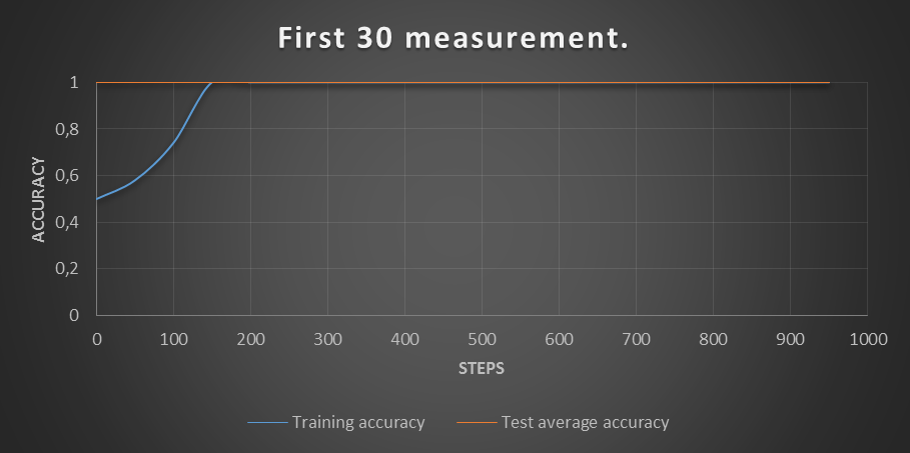 First 30 measurement.
1
0,8
0,6
0,4
0,2
0
ACCURACY
0 100 200 300 400 500 600 700 800 900 1000
STEPS
Training accuracy Test average accuracy